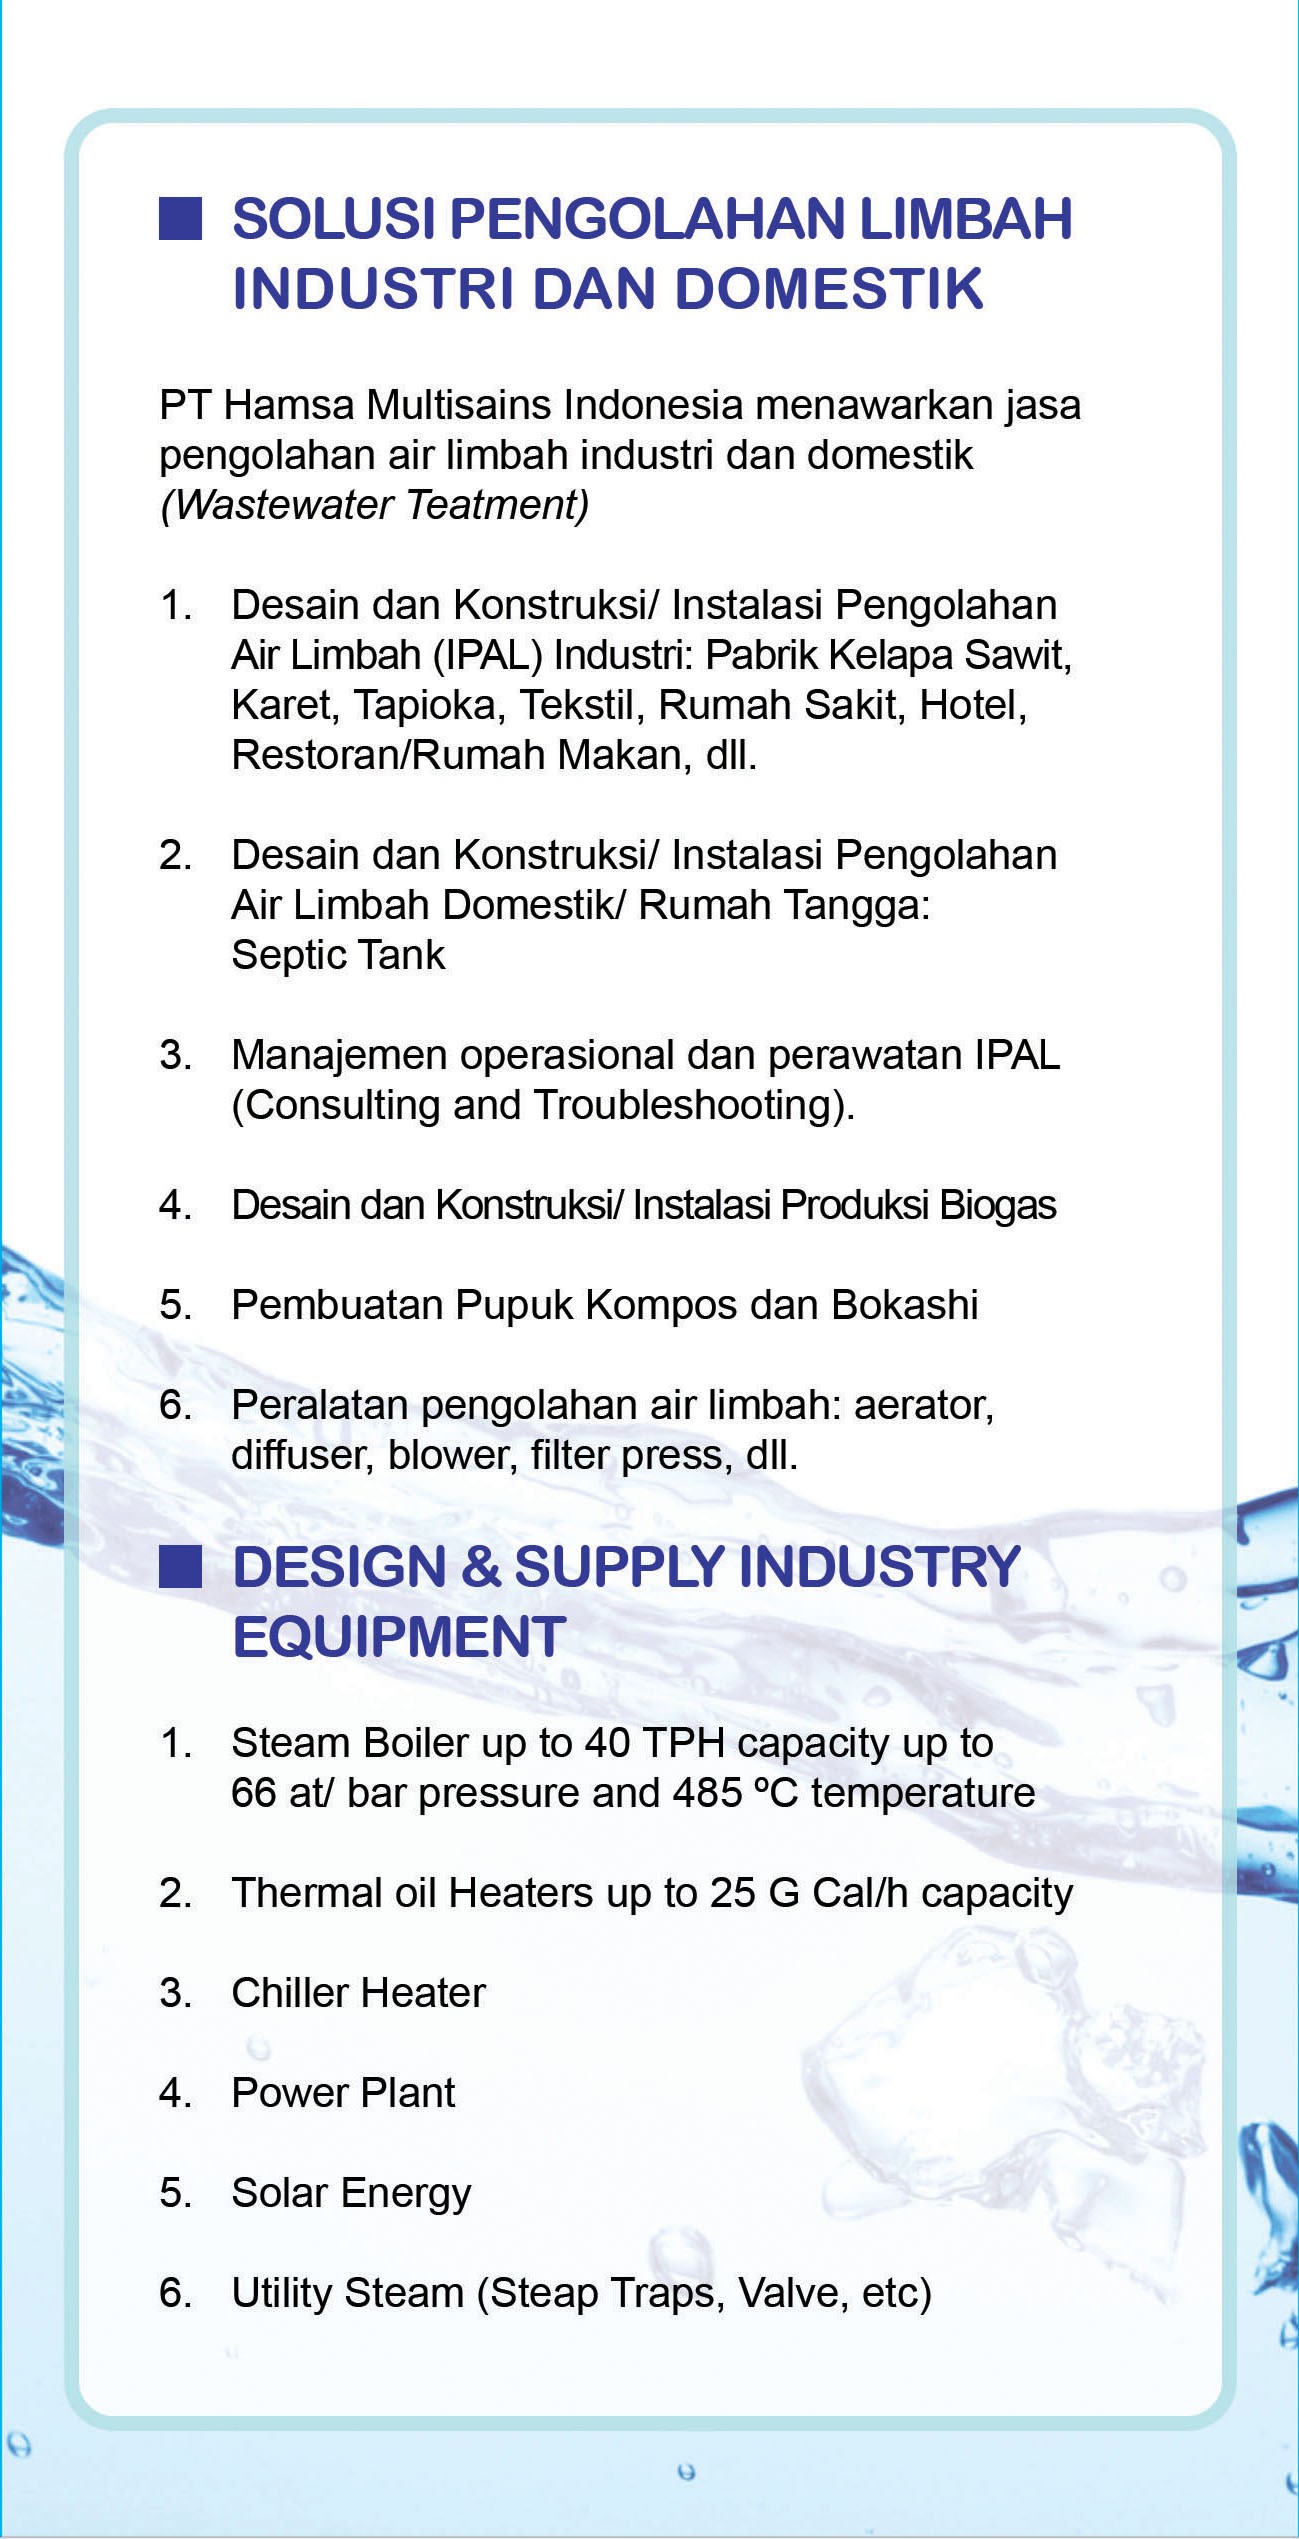 SOLUSI PENGOLAHAN LIMBAH
INDUSTRI DAN DOMESTIK
PT Hamsa Multisains Indonesia menawarkan jasa
pengolahan air limbah industri dan domestik
(Wastewater Teatment)
1. Desain dan Konstruksi/ Instalasi Pengolahan
Air Limbah (IPAL) Industri: Pabrik Kelapa Sawit,
Karet, Tapioka, Tekstil, Rumah Sakit, Hotel,
Restoran/Rumah Makan, dll.
2. Desain dan Konstruksi/ Instalasi Pengolahan
Air Limbah Domestik/ Rumah Tangga:
Septic Tank
3. Manajemen operasional dan perawatan IPAL
(Consulting and Troubleshooting).
4. Desain dan Konstruksi/ Instalasi Produksi Biogas
5. Pembuatan Pupuk Kompos dan Bokashi
6. Peralatan pengolahan air limbah: aerator,
diffuser, blower, filter press, dll.
DESIGN & SUPPLY INDUSTRY
EQUIPMENT
1. Steam Boiler up to 40 TPH capacity up to
66 at/ bar pressure and 485 ºC temperature
2. Thermal oil Heaters up to 25 G Cal/h capacity
3. Chiller Heater
4. Power Plant
5. Solar Energy
6. Utility Steam (Steap Traps, Valve, etc)